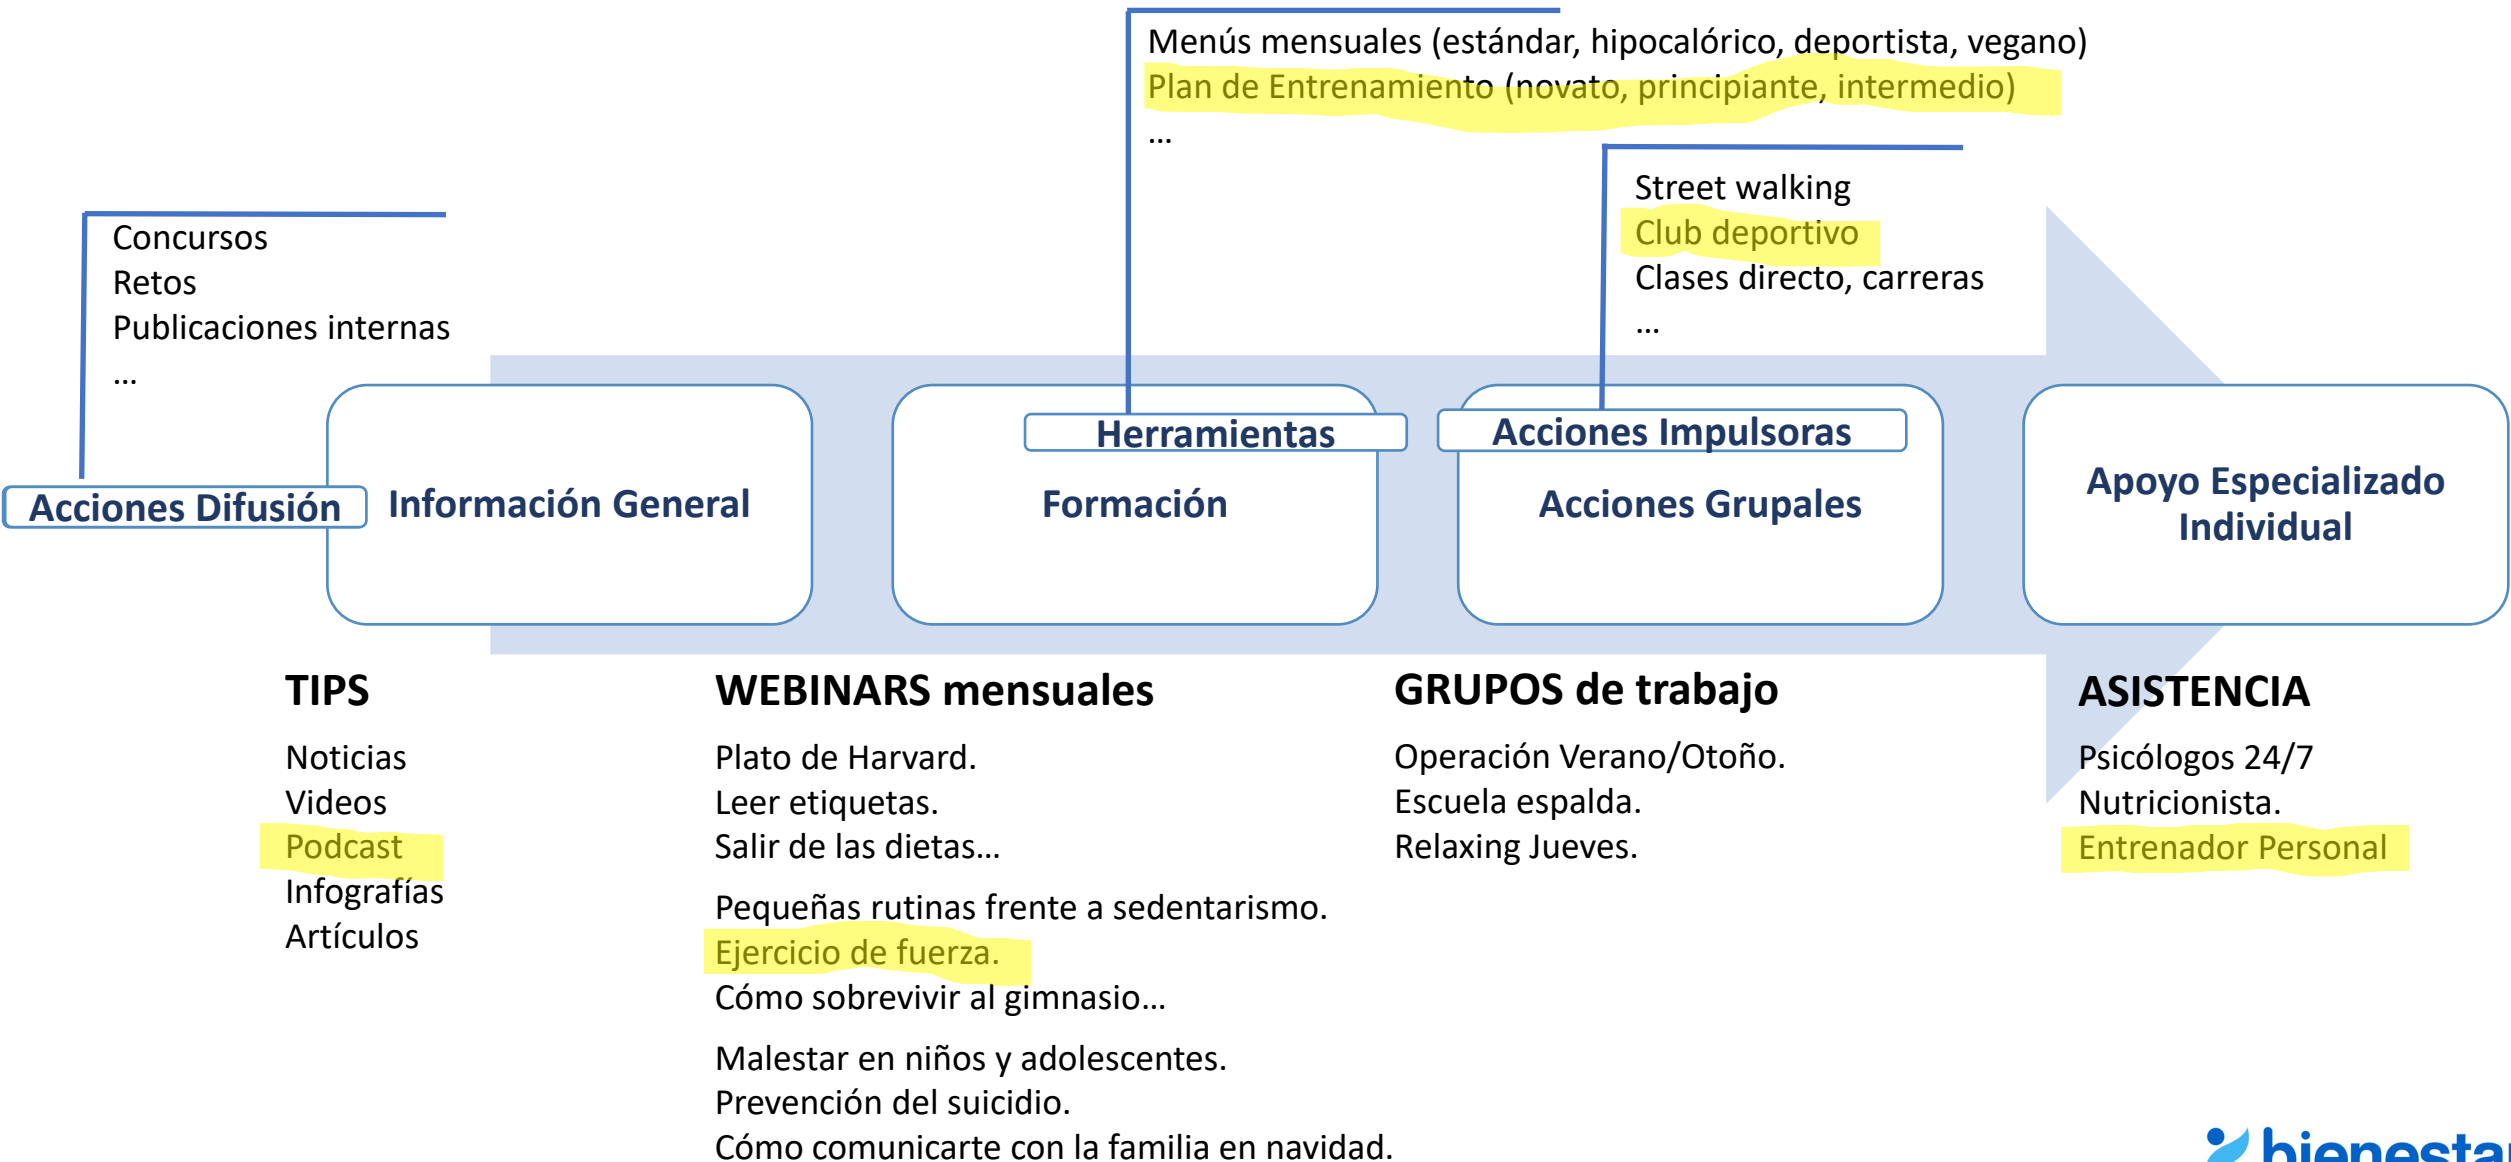 Menús mensuales (estándar, hipocalórico, deportista, vegano)
Plan de Entrenamiento (novato, principiante, intermedio)
...
Street walking
Club deportivo
Clases directo, carreras
...
Concursos
Retos
Publicaciones internas
...
Herramientas
Acciones Impulsoras
Acciones Difusión
Información General
Formación
Acciones Grupales
Apoyo Especializado
Individual
TIPS
Noticias
Videos
Podcast
Infografías
Artículos
WEBINARS mensuales
Plato de Harvard.
Leer etiquetas.
Salir de las dietas...
Pequeñas rutinas frente a sedentarismo.
Ejercicio de fuerza.
Cómo sobrevivir al gimnasio...
Malestar en niños y adolescentes.
Prevención del suicidio.
Cómo comunicarte con la familia en navidad.
GRUPOS de trabajo
Operación Verano/Otoño.
Escuela espalda.
Relaxing Jueves.
ASISTENCIA
Psicólogos 24/7
Nutricionista.
Entrenador Personal
bienestar